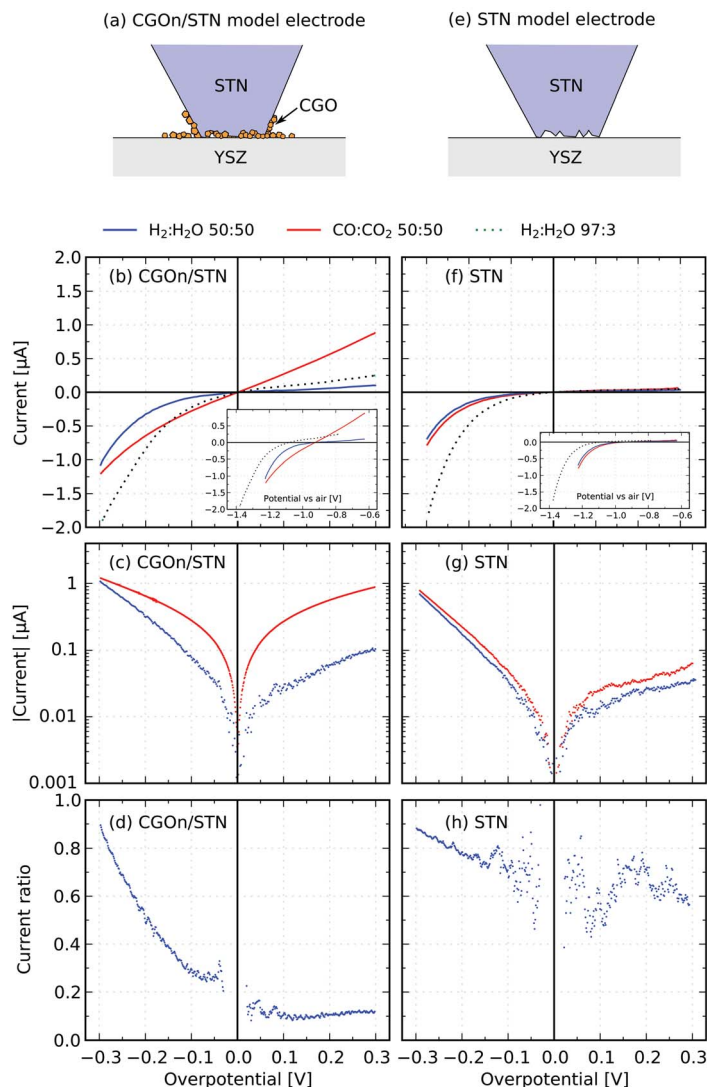 (a) CGOn/STN model electrode
(e) STN model electrode
STN
CGO
YSZ
STN
YSZ
H₂:H₂O 50:50
CO:CO₂ 50:50
H₂:H₂O 97:3
(b) CGOn/STN
2.0
1.5
1.0
0.5
0.0
−0.5
−1.0
−1.5
−2.0
Current [µA]
0.5
0.0
−0.5
−1.0
−1.5
−2.0
Potential vs air [V]
−1.4 −1.2 −1.0 −0.8 −0.6
(f) STN
0.5
0.0
−0.5
−1.0
−1.5
−2.0
Potential vs air [V]
−1.4 −1.2 −1.0 −0.8 −0.6
(c) CGOn/STN
1
0.1
0.01
0.001
|Current| [µA]
(g) STN
(d) CGOn/STN
1.0
0.8
0.6
0.4
0.2
0.0
Current ratio
−0.3 −0.2 −0.1 0.0 0.1 0.2 0.3
Overpotential [V]
(h) STN
−0.3 −0.2 −0.1 0.0 0.1 0.2 0.3
Overpotential [V]